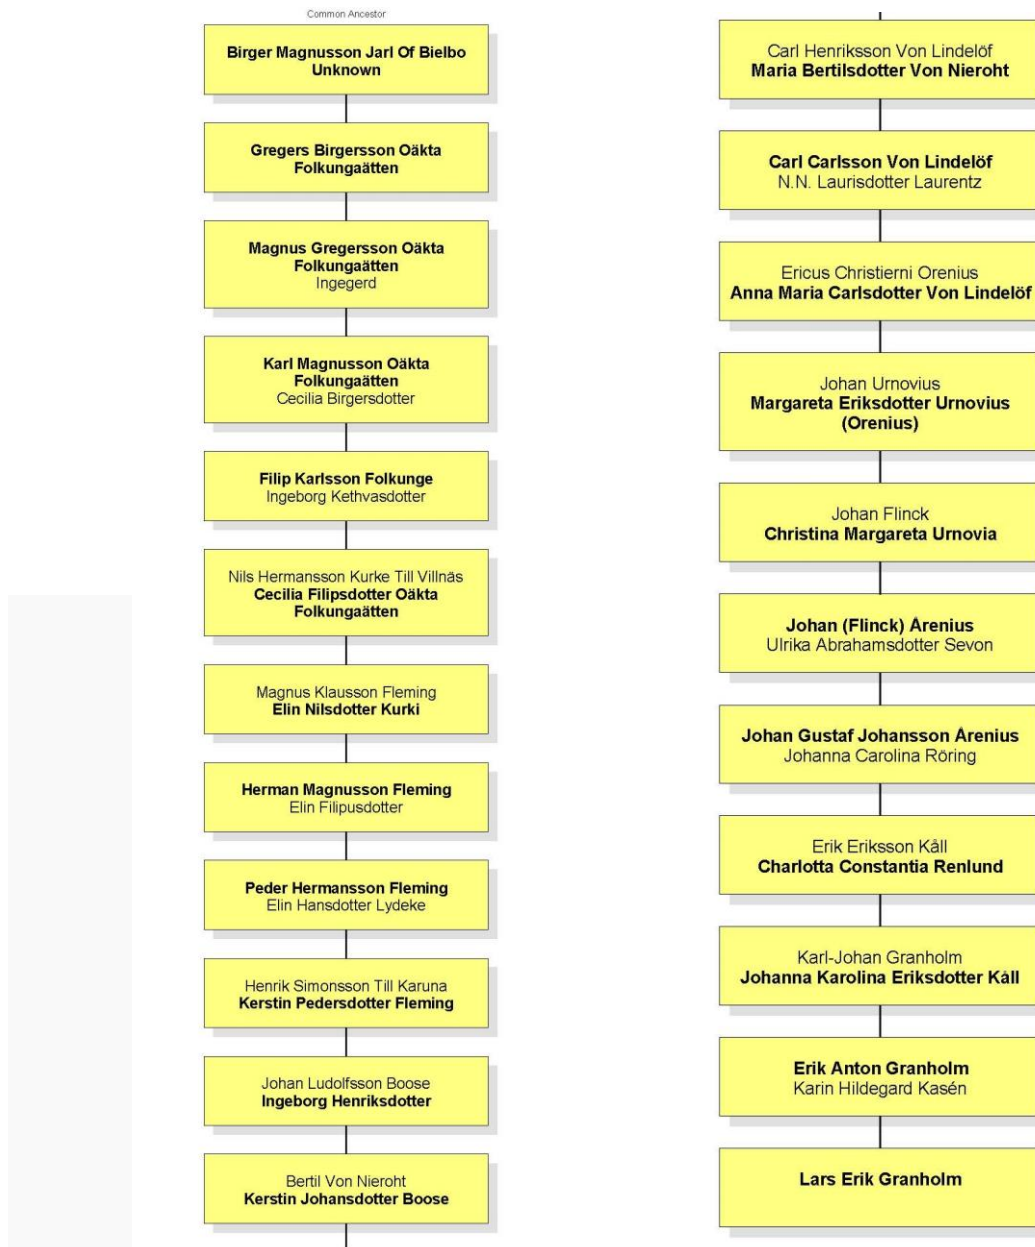 Common Ancestor
Birger Magnusson Jarl Of Bielbo
Unknown
Gregers Birgersson Oäkta
Folkungaätten
Magnus Gregersson Oäkta
Folkungaätten
Ingegerd
Karl Magnusson Oäkta
Folkungaätten
Cecilia Birgersdotter
Filip Karlsson Folkunge
Ingeborg Kethvasdotter
Nils Hermansson Kurke Till Villnäs
Cecilia Filipsdotter Oäkta
Folkungaätten
Magnus Klausson Fleming
Elin Nilsdotter Kurki
Herman Magnusson Fleming
Elin Filipusdotter
Peder Hermansson Fleming
Elin Hansdotter Lydeke
Henrik Simonsson Till Karuna
Kerstin Pedersdotter Fleming
Johan Ludolfsson Boose
Ingeborg Henriksdotter
Bertil Von Nieroht
Kerstin Johansdotter Boose
Carl Henriksson Von Lindelöf
Maria Bertilsdotter Von Nieroht
Carl Carlsson Von Lindelöf
N.N. Laurisdotter Laurentz
Ericus Christierni Orenius
Anna Maria Carlsdotter Von Lindelöf
Johan Urnovius
Margareta Eriksdotter Urnovius
(Orenius)
Johan Flinck
Christina Margareta Urnovia
Johan (Flinck) Årenius
Ulrika Abrahamsdotter Sevon
Johan Gustaf Johansson Årenius
Johanna Carolina Röring
Erik Eriksson Kåll
Charlotta Constantia Renlund
Karl-Johan Granholm
Johanna Karolina Eriksdotter Kåll
Erik Anton Granholm
Karin Hildegard Kasén
Lars Erik Granholm